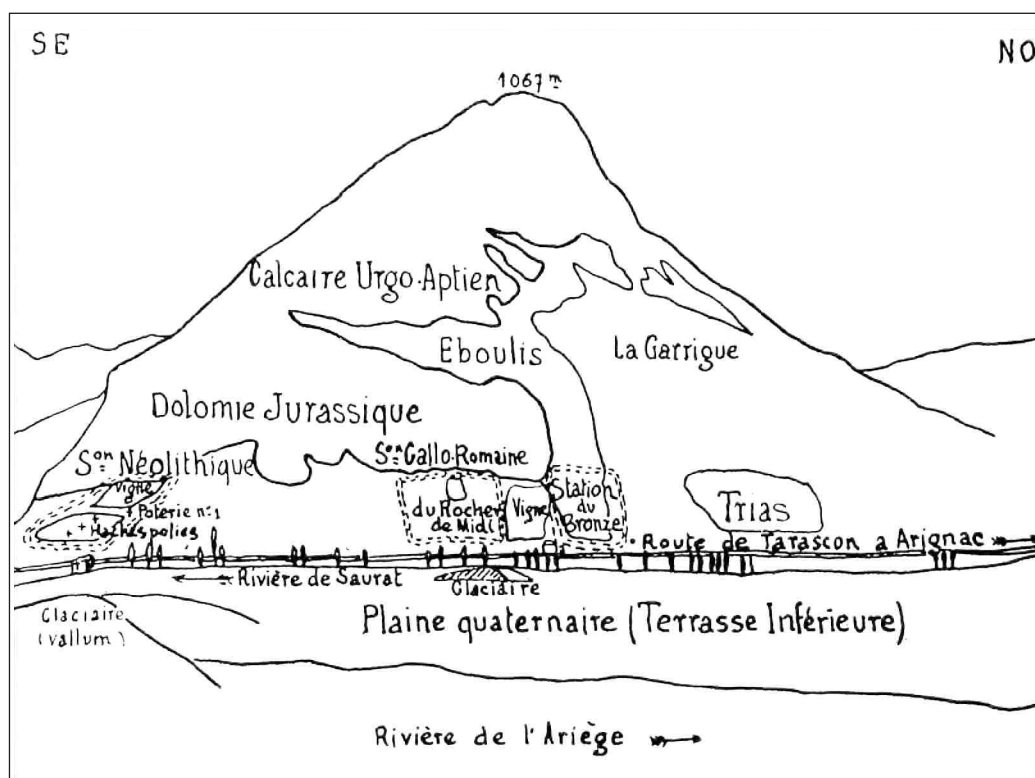 SE
NO
1067 m
Calcaire Urgo-Aptien
Eboulis
La Garrigue
Dolomie Jurassique
Son Gallo-Romaine
Son Néolithique
Vigne
+ Poterie n°1
+ + Haches polies
du Rocher
de Midi
Vigne
Station
du
Bronze
Trias
Route de Tarascon a Arignac
Rivière de Saurat
Glaciaire
Glaciaire
(vallum)
Plaine quaternaire (Terrasse Inférieure)
Rivière de l'Ariège